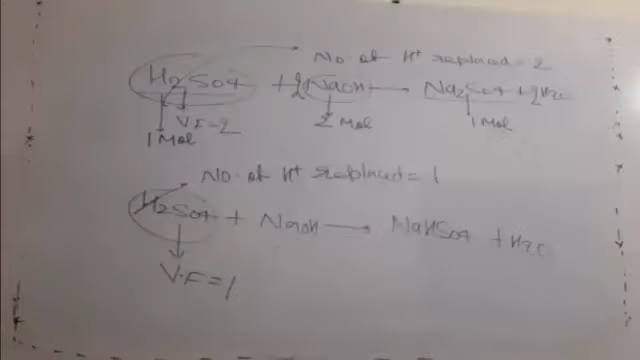 No of H+ replaced = 2
H2SO4 + 2NaOH → Na2SO4 + 2H2O
1 Mol V.F-2 2 Mol 1 Mol
No. of H+ replaced = 1
H2SO4 + NaOH → NaHSO4 + H2O
V.F = 1